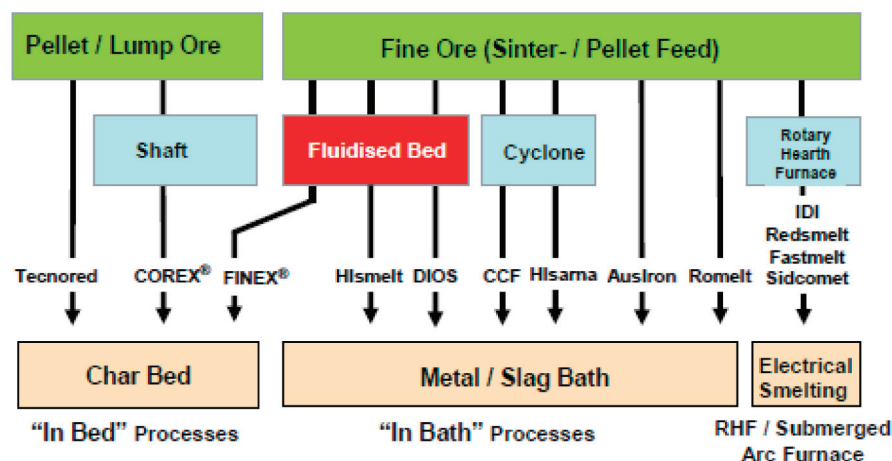 Pellet / Lump Ore
Fine Ore (Sinter- / Pellet Feed)
Shaft
Fluidised Bed
Cyclone
Rotary
Hearth
Furnace
IDI
Redsmelt
Fastmelt
Sidcomet
Tecnored
COREX®
FINEX®
HIsmelt
DIOS
CCF
HIsarna
AusIron
Romelt
Char Bed
Metal / Slag Bath
Electrical
Smelting
“In Bed” Processes
“In Bath” Processes
RHF / Submerged
Arc Furnace